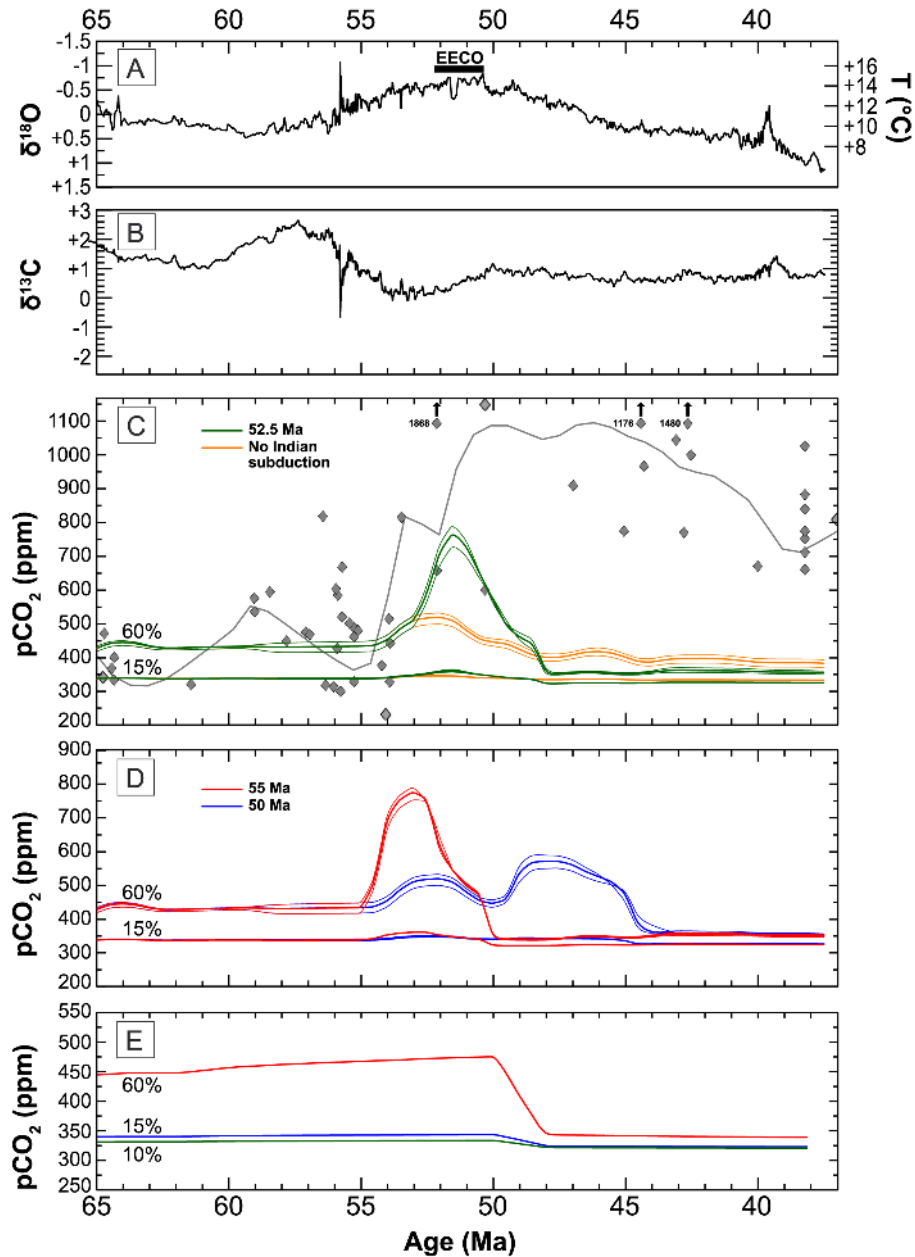 65 60 55 50 45 40
A
EECO
-1.5
-1
-0.5
0
+0.5
+1
+1.5
δ18O
+16
+14
+12
+10
+8
T (°C)
B
+3
+2
+1
0
-1
-2
δ13C
C
52.5 Ma
No Indian
subduction
1868 1176 1480
1100
1000
900
800
700
600
500
400
300
200
pCO2 (ppm)
60%
15%
D
55 Ma
50 Ma
900
800
700
600
500
400
300
200
pCO2 (ppm)
60%
15%
E
550
500
450
400
350
300
250
pCO2 (ppm)
60%
15%
10%
65 60 55 50 45 40
Age (Ma)